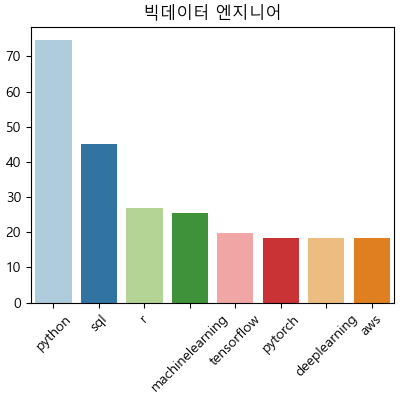 빅데이터 엔지니어
70
60
50
40
30
20
10
0
python
sql
r
machinelearning
tensorflow
pytorch
deeplearning
aws